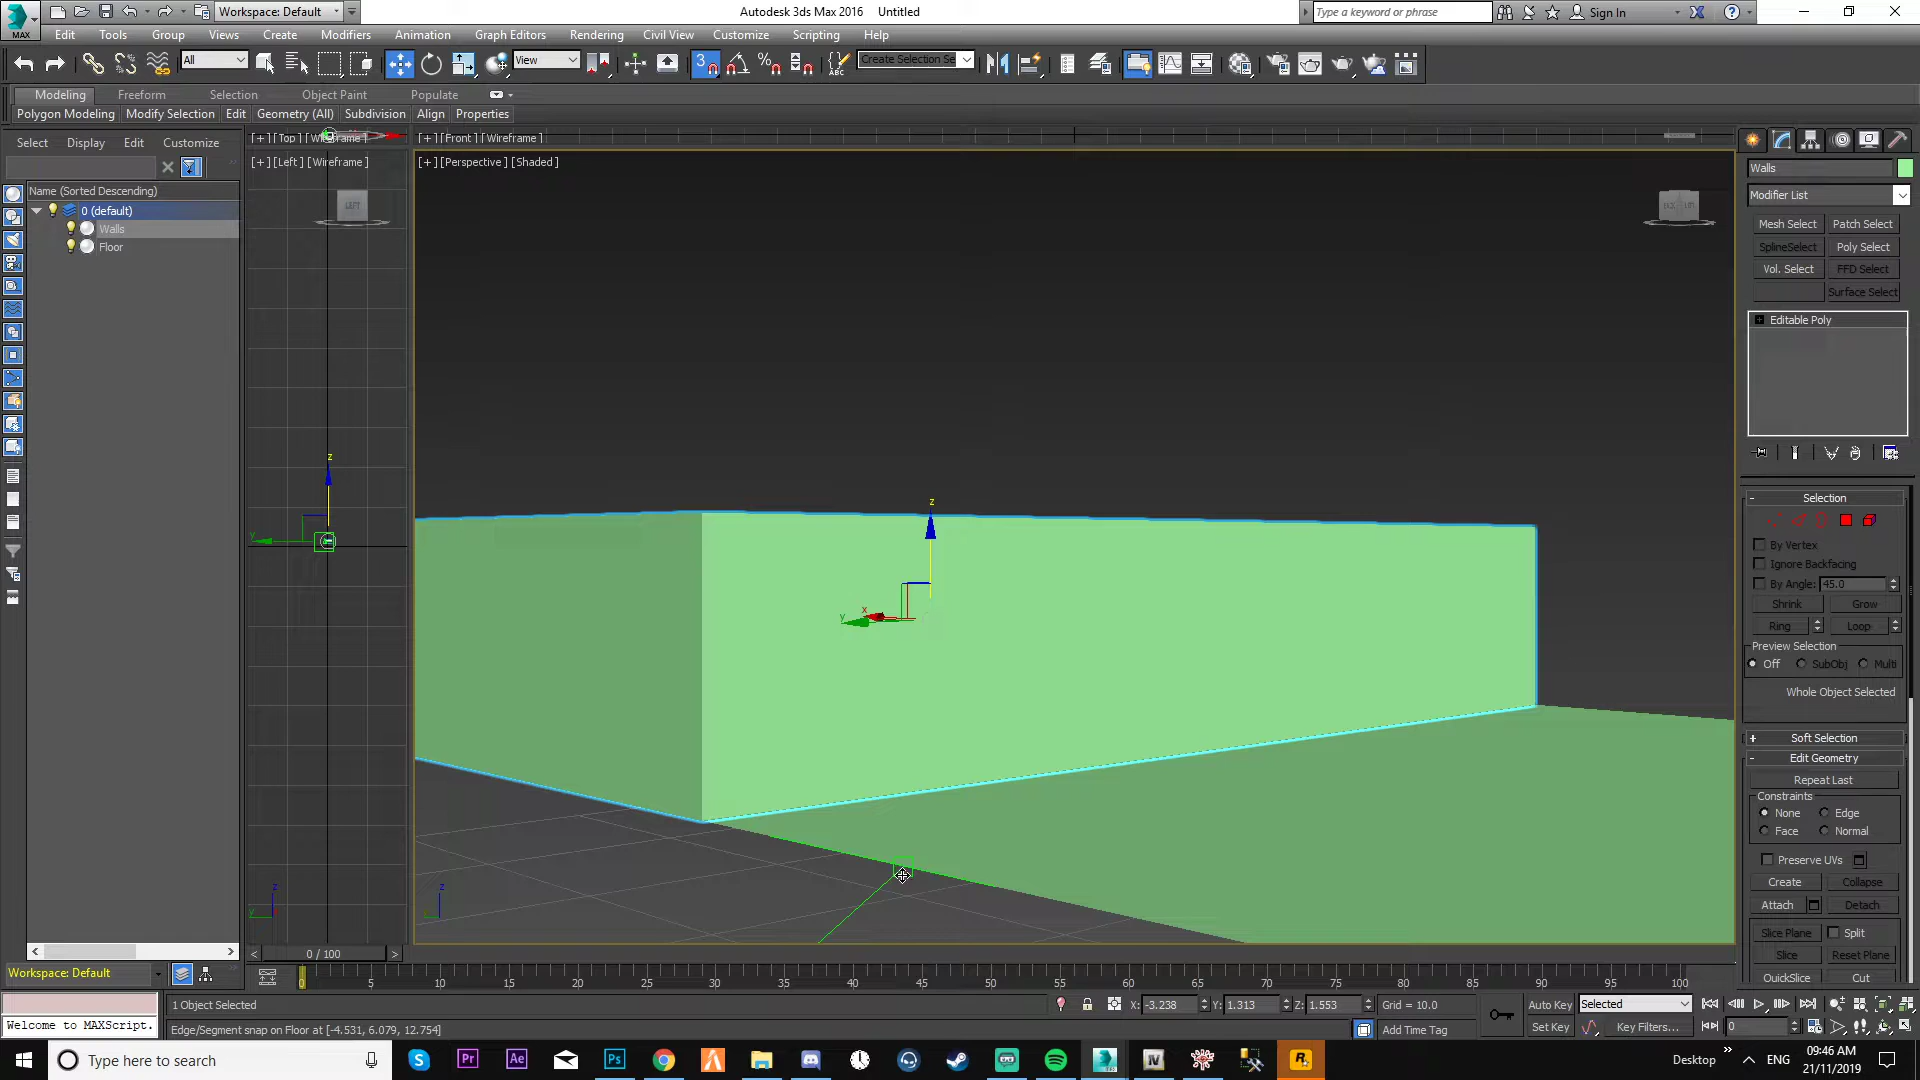 MAX
Workspace: Default
Autodesk 3ds Max 2016 Untitled
Type a keyword or phrase
Sign In
Edit Tools Group Views Create Modifiers Animation Graph Editors Rendering Civil View Customize Scripting Help
All
View
3
ABC
Create Selection Se
Modeling Freeform Selection Object Paint Populate
Polygon Modeling Modify Selection Edit Geometry (All) Subdivision Align Properties
Select Display Edit Customize
Name (Sorted Descending)
0 (default)
Walls
Floor
[+] [Top] [Wireframe]
[+] [Front] [Wireframe]
[+] [Left] [Wireframe]
[+] [Perspective] [Shaded]
LEFT
z
y
z
y
z
x
y
z
Walls
Modifier List
Mesh Select Patch Select
SplineSelect Poly Select
Vol. Select FFD Select
Surface Select
Editable Poly
- Selection
By Vertex
Ignore Backfacing
By Angle: 45.0
Shrink Grow
Ring Loop
Preview Selection
Off SubObj Multi
Whole Object Selected
+ Soft Selection
- Edit Geometry
Repeat Last
Constraints
None Edge
Face Normal
Preserve UVs
Create Collapse
Attach Detach
Slice Plane Split
Slice Reset Plane
QuickSlice Cut
< 0 / 100 >
0 5 10 15 20 25 30 35 40 45 50 55 60 65 70 75 80 85 90 95 100
Workspace: Default
Welcome to MAXScript.
1 Object Selected
X: -3.238 Y: 1.313 Z: 1.553 Grid = 10.0
Auto Key Selected
Edge/Segment snap on Floor at [-4.531, 6.079, 12.754]
Add Time Tag
Set Key Key Filters... 0
Type here to search
Pr
Ae
Ps
R
Desktop
ENG
09:46 AM
21/11/2019